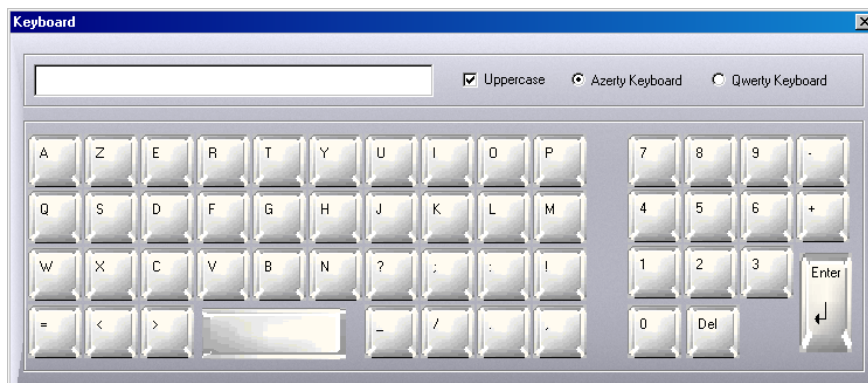 Keyboard
Uppercase Azerty Keyboard Qwerty Keyboard
A Z E R T Y U I O P 7 8 9 -
Q S D F G H J K L M 4 5 6 +
W X C V B N ? ; : ! 1 2 3 Enter
= < > _ / . , 0 Del